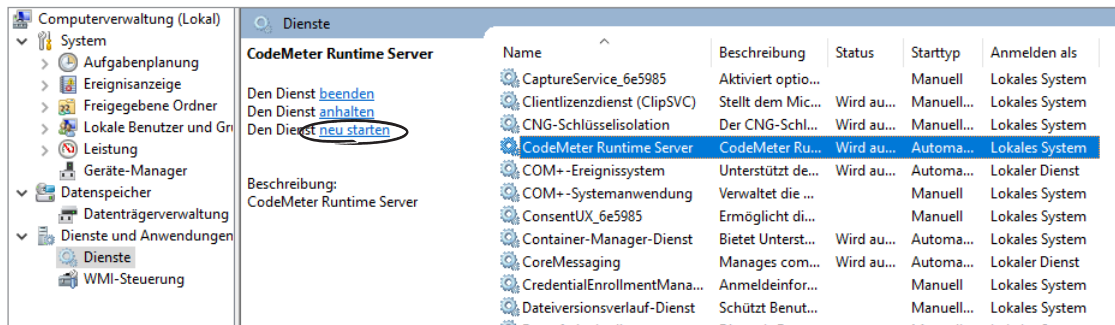 Computerverwaltung (Lokal)
System
Aufgabenplanung
Ereignisanzeige
Freigegebene Ordner
Lokale Benutzer und Gru
Leistung
Geräte-Manager
Datenspeicher
Datenträgerverwaltung
Dienste und Anwendungen
Dienste
WMI-Steuerung
Dienste
CodeMeter Runtime Server
Den Dienst beenden
Den Dienst anhalten
Den Dienst neu starten
Beschreibung:
CodeMeter Runtime Server
Name Beschreibung Status Starttyp Anmelden als
CaptureService_6e5985 Aktiviert optio... Manuell Lokales System
Clientlizenzdienst (ClipSVC) Stellt dem Mic... Wird au... Manuell... Lokales System
CNG-Schlüsselisolation Der CNG-Schl... Wird au... Manuell... Lokales System
CodeMeter Runtime Server CodeMeter Ru... Wird au... Automa... Lokales System
COM+-Ereignissystem Unterstützt de... Wird au... Automa... Lokaler Dienst
COM+-Systemanwendung Verwaltet die ... Manuell Lokales System
ConsentUX_6e5985 Ermöglicht di... Manuell Lokales System
Container-Manager-Dienst Bietet Unterst... Wird au... Automa... Lokales System
CoreMessaging Manages com... Wird au... Automa... Lokaler Dienst
CredentialEnrollmentMana... Anmeldeinfor... Manuell Lokales System
Dateiversionsverlauf-Dienst Schützt Benut... Manuell... Lokales System